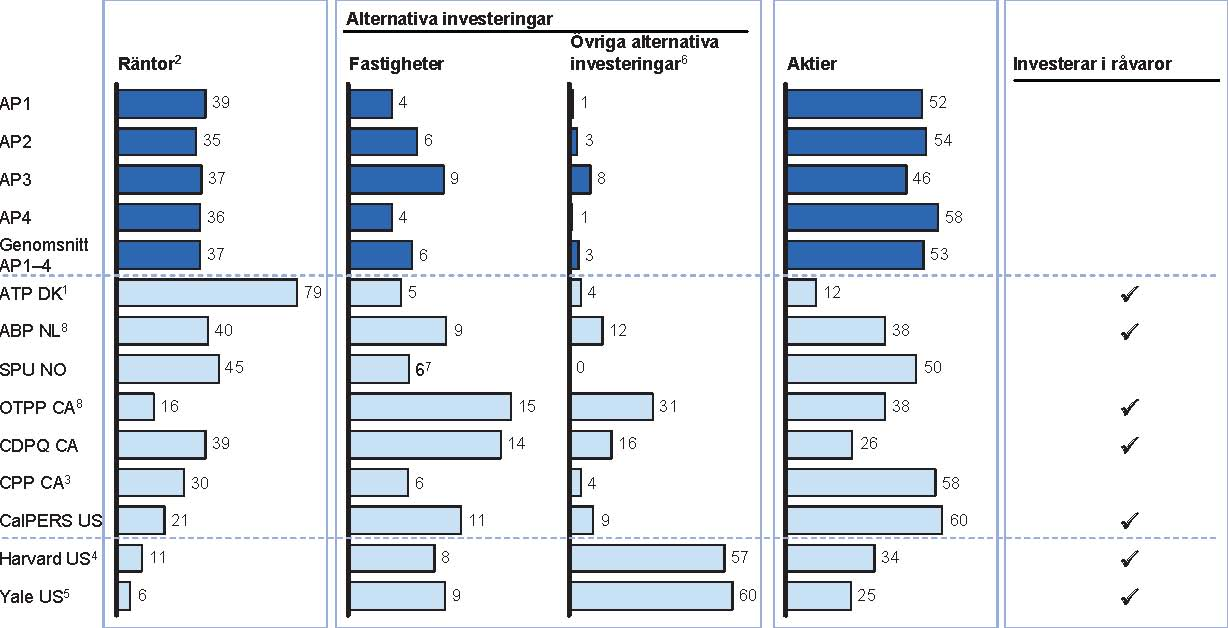 Alternativa investeringar
Räntor² Fastigheter Övriga alternativa investeringar⁶ Aktier Investerar i råvaror
AP1 39 4 1 52
AP2 35 6 3 54
AP3 37 9 8 46
AP4 36 4 1 58
Genomsnitt
AP1–4 37 6 3 53
ATP DK¹ 79 5 4 12 ✓
ABP NL⁸ 40 9 12 38 ✓
SPU NO 45 6⁷ 0 50
OTPP CA⁸ 16 15 31 38 ✓
CDPQ CA 39 14 16 26 ✓
CPP CA³ 30 6 4 58
CalPERS US 21 11 9 60 ✓
Harvard US⁴ 11 8 57 34 ✓
Yale US⁵ 6 9 60 25 ✓